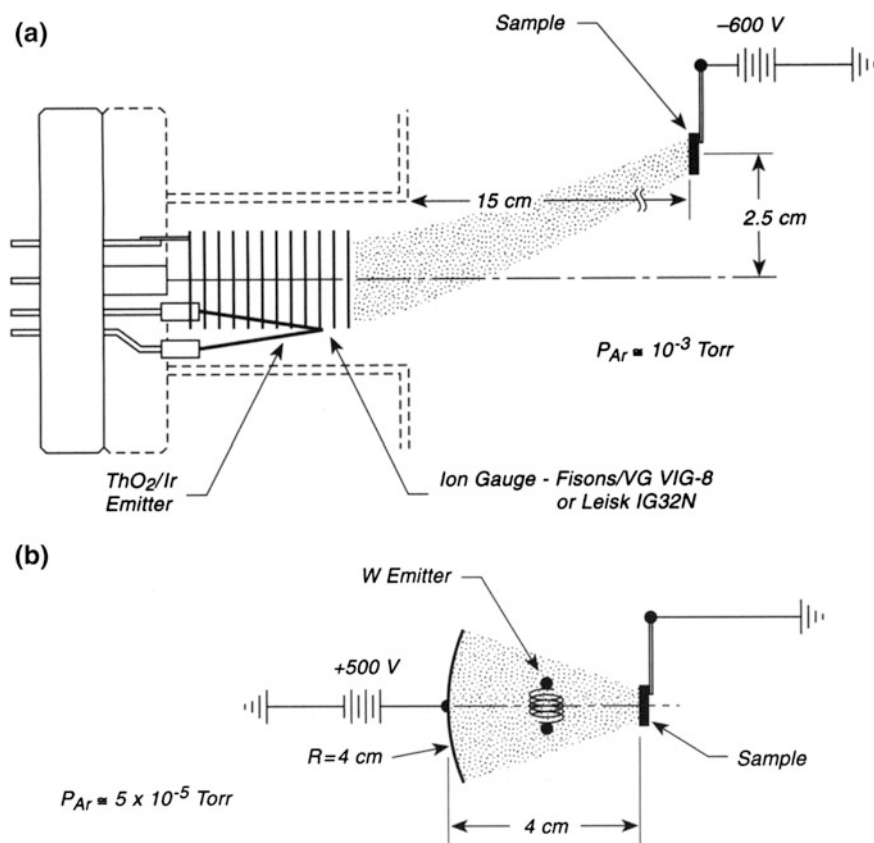 (a)
Sample
–600 V
15 cm
2.5 cm
P_Ar ≅ 10^-3 Torr
ThO₂/Ir
Emitter
Ion Gauge - Fisons/VG VIG-8
or Leisk IG32N
(b)
W Emitter
+500 V
R=4 cm
Sample
P_Ar ≅ 5 x 10^-5 Torr
4 cm